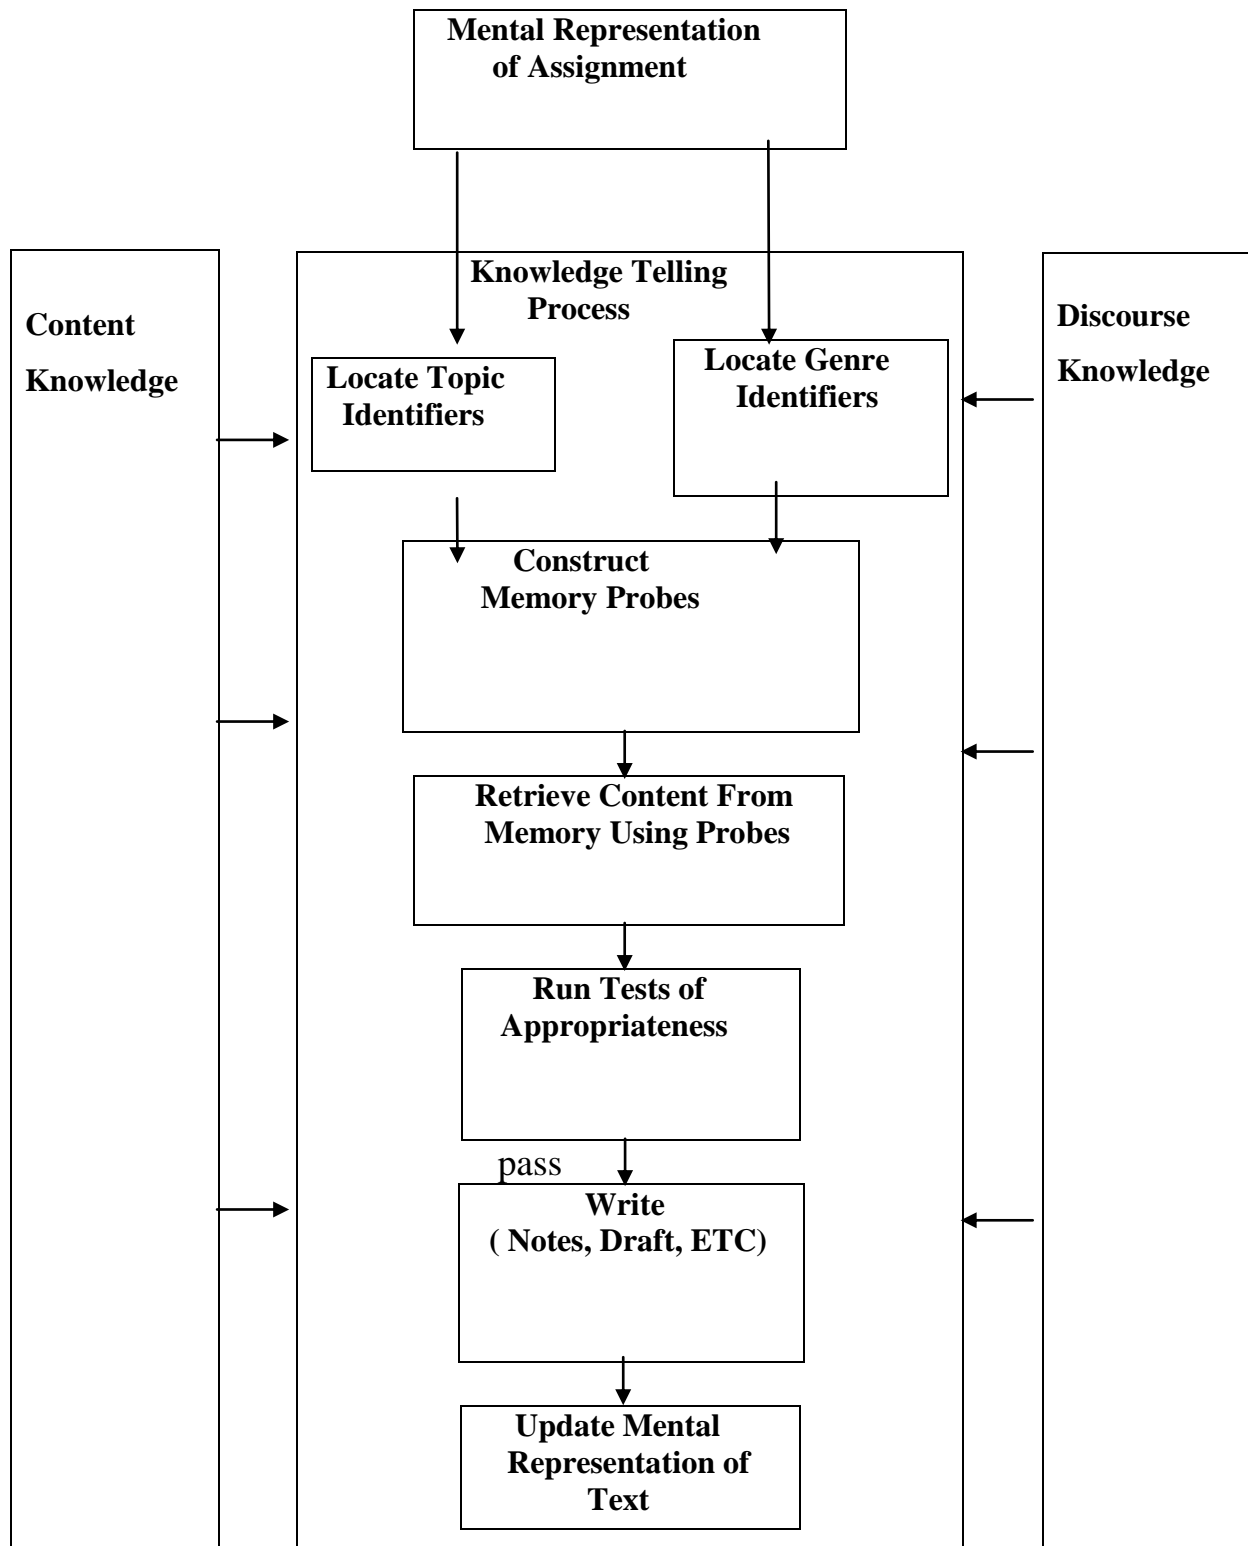 Mental Representation
of Assignment
Knowledge Telling
Process
Content
Knowledge
Discourse
Knowledge
Locate Topic
Identifiers
Locate Genre
Identifiers
Construct
Memory Probes
Retrieve Content From
Memory Using Probes
Run Tests of
Appropriateness
pass
Write
( Notes, Draft, ETC)
Update Mental
Representation of
Text